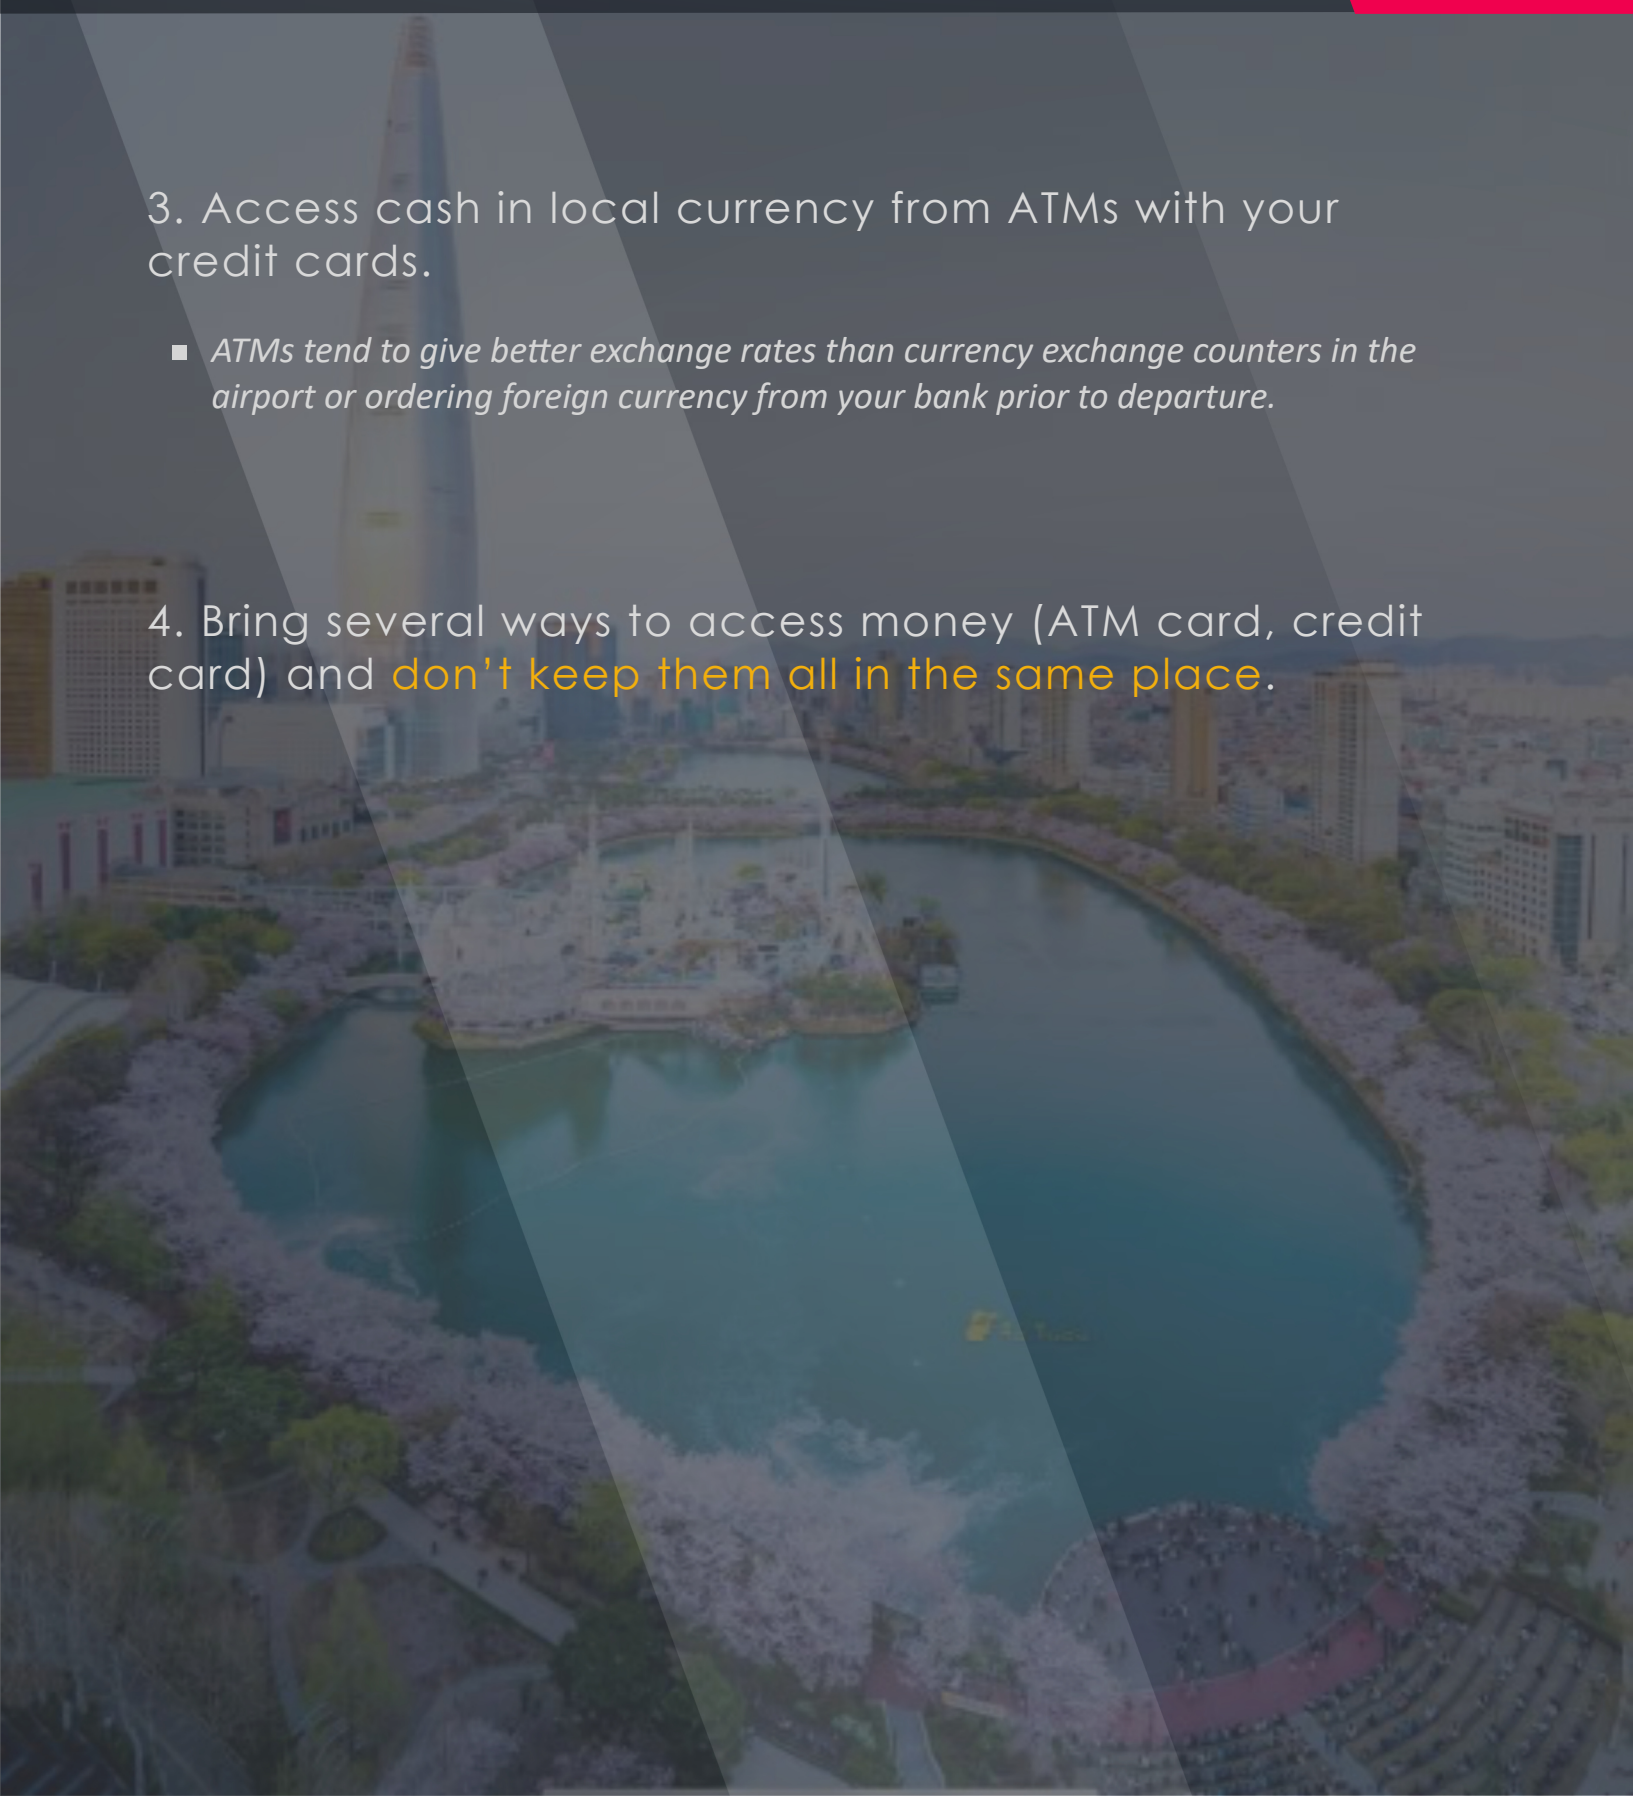 3. Access cash in local currency from ATMs with your
credit cards.
▪ ATMs tend to give better exchange rates than currency exchange counters in the
airport or ordering foreign currency from your bank prior to departure.
4. Bring several ways to access money (ATM card, credit
card) and don’t keep them all in the same place.